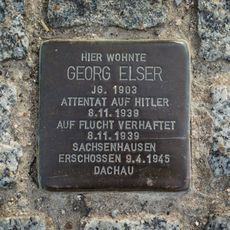 HIER WOHNTE
GEORG ELSER
JG. 1903
ATTENTAT AUF HITLER
8.11.1939
AUF FLUCHT VERHAFTET
8.11.1939
SACHSENHAUSEN
ERSCHOSSEN 9.4.1945
DACHAU